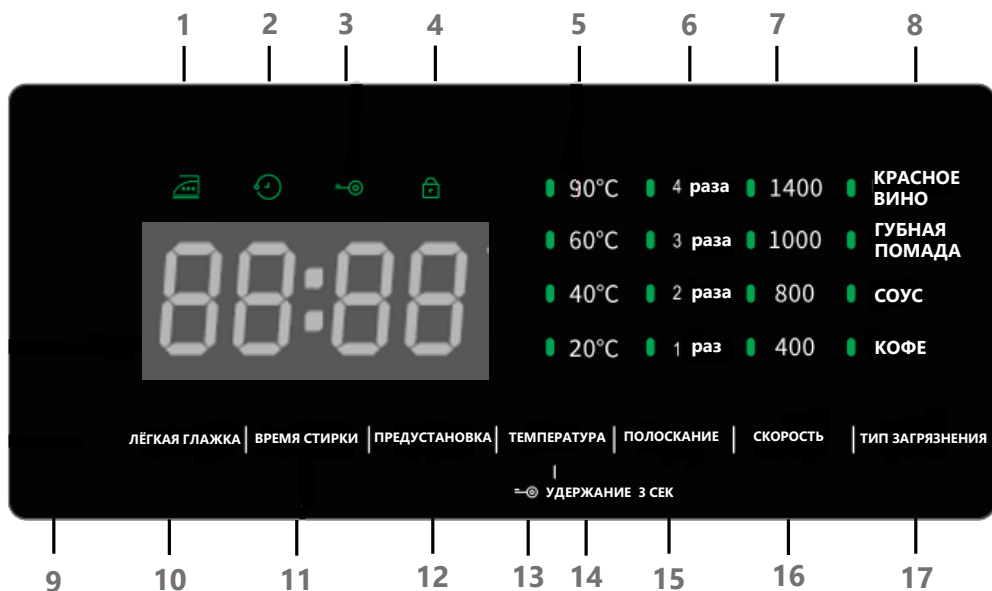 1 2 3 4 5 6 7 8
90°C 4 раза 1400 КРАСНОЕ ВИНО
88:88
60°C 3 раза 1000 ГУБНАЯ ПОМАДА
40°C 2 раза 800 СОУС
20°C 1 раз 400 КОФЕ
ЛЁГКАЯ ГЛАЖКА ВРЕМЯ СТИРКИ ПРЕДУСТАНОВКА ТЕМПЕРАТУРА ПОЛОСКАНИЕ СКОРОСТЬ ТИП ЗАГРЯЗНЕНИЯ
УДЕРЖАНИЕ 3 СЕК
9 10 11 12 13 14 15 16 17